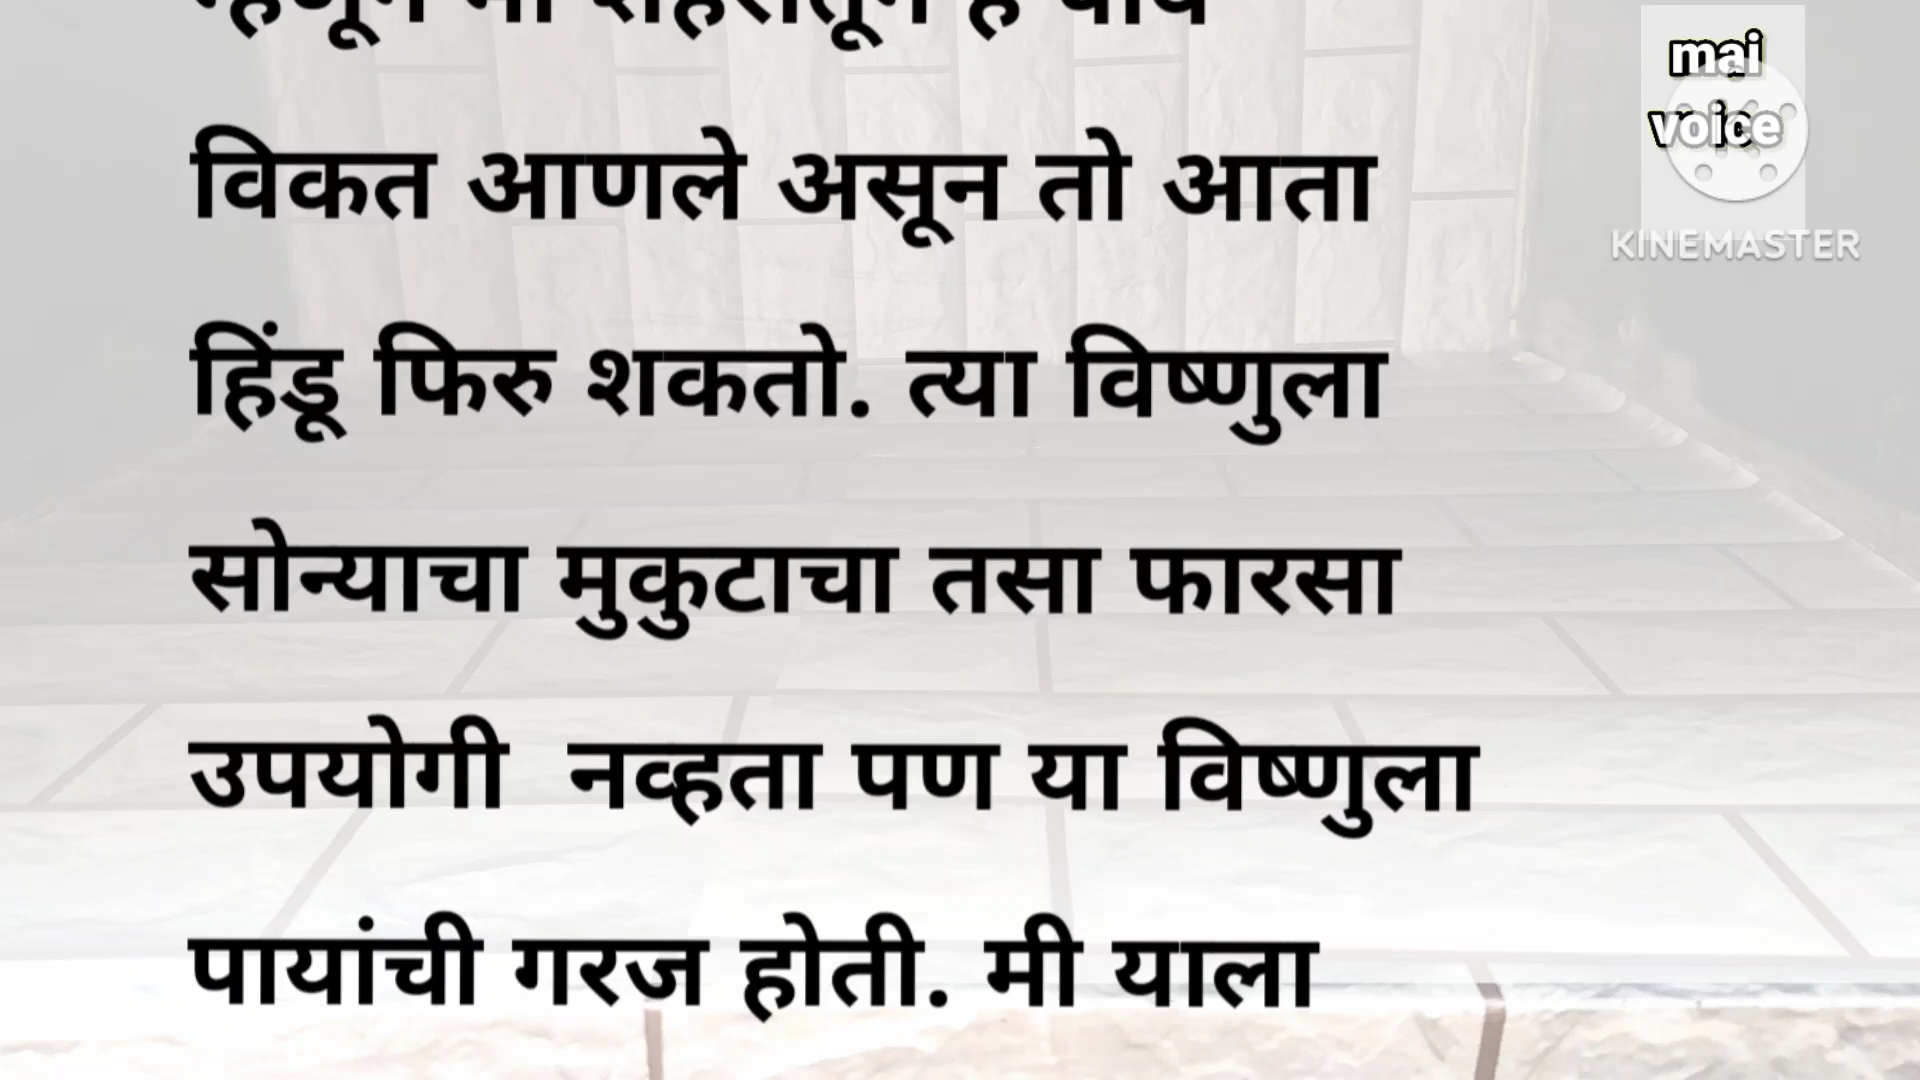 mai
voice
KINEMASTER
विकत आणले असून तो आता
हिंडू फिरु शकतो. त्या विष्णुला
सोन्याचा मुकुटाचा तसा फारसा
उपयोगी नव्हता पण या विष्णुला
पायांची गरज होती. मी याला